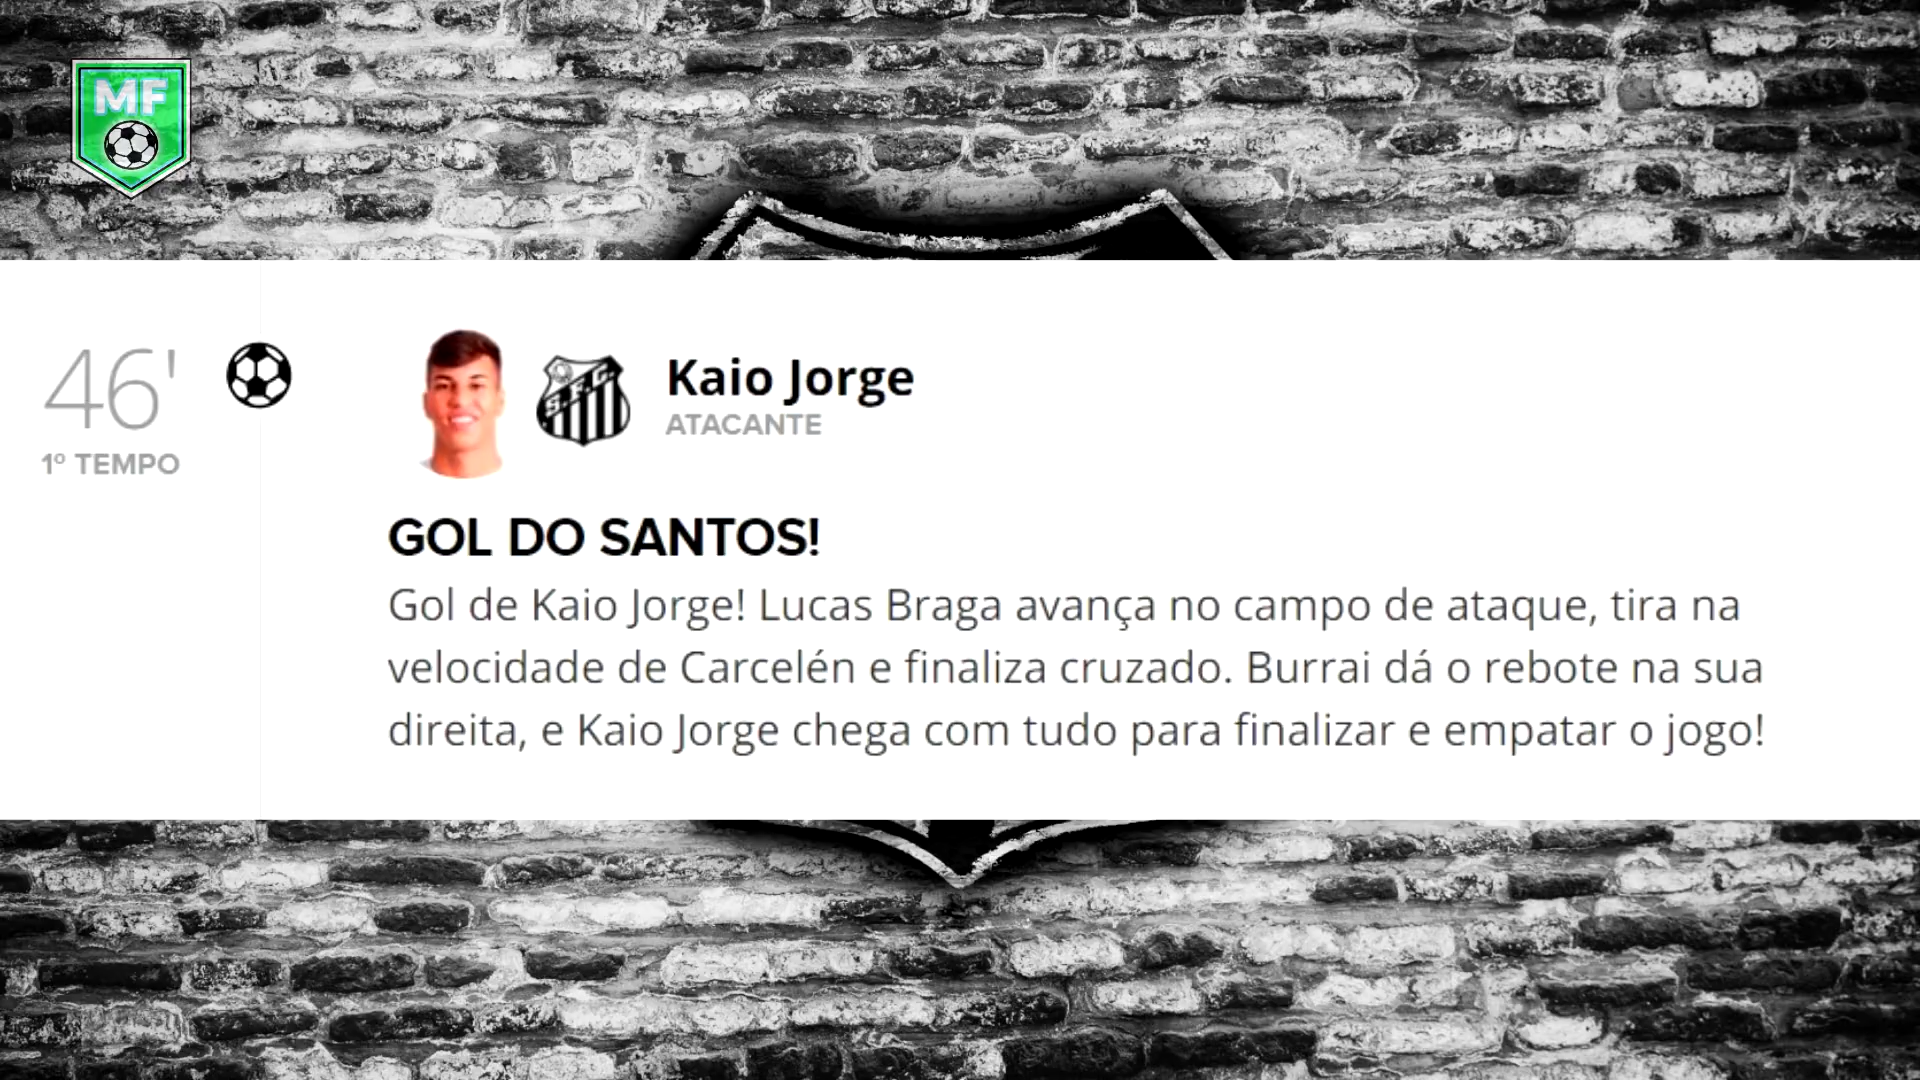 MF
46'
1º TEMPO
S.F.C
Kaio Jorge
ATACANTE
GOL DO SANTOS!
Gol de Kaio Jorge! Lucas Braga avança no campo de ataque, tira na
velocidade de Carcelén e finaliza cruzado. Burrai dá o rebote na sua
direita, e Kaio Jorge chega com tudo para finalizar e empatar o jogo!